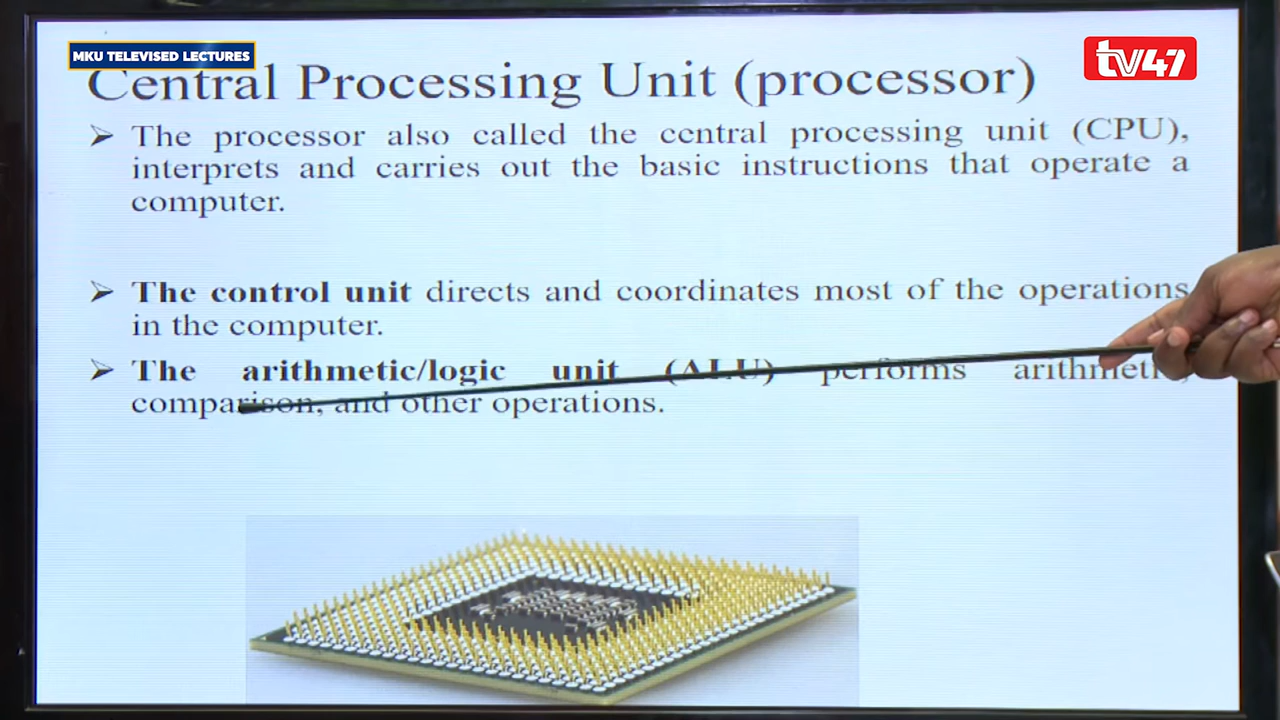 MKU TELEVISED LECTURES
tv47
Central Processing Unit (processor)
➢ The processor also called the central processing unit (CPU),
interprets and carries out the basic instructions that operate a
computer.
➢ The control unit directs and coordinates most of the operations
in the computer.
➢ The arithmetic/logic unit (ALU) performs arithmetic,
comparison, and other operations.